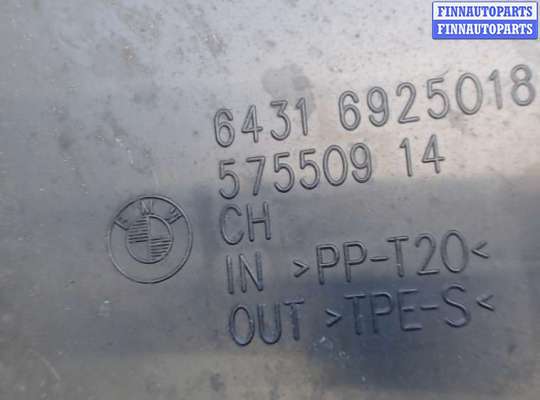 FINNAUTOPARTS
FINNAUTOPARTS
6431 6925018
575509 14
BMW
CH
IN >PP-T20<
OUT >TPE-S<